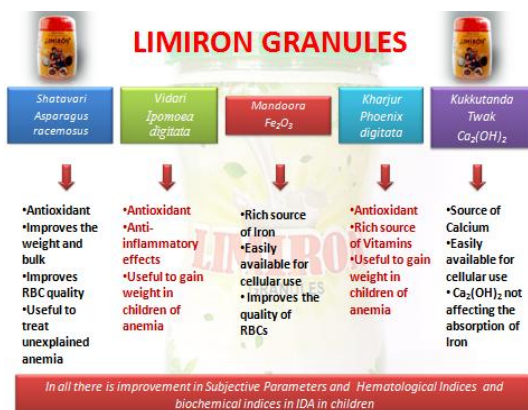 LIMIRON GRANULES
Shatavari
Asparagus
racemosus
Vidari
Ipomoea
digitata
Mandoora
Fe₂O₃
Kharjur
Phoenix
digitata
Kukkutanda
Twak
Ca₂(OH)₂
•Antioxidant
•Improves the
weight and
bulk
•Improves
RBC quality
•Useful to
treat
unexplained
anemia
•Antioxidant
•Anti-
inflammatory
effects
•Useful to gain
weight in
children of
anemia
•Rich source
of Iron
•Easily
available for
cellular use
•Improves the
quality of
RBCs
•Antioxidant
•Rich source
of Vitamins
•Useful to gain
weight in
children of
anemia
•Source of
Calcium
•Easily
available for
cellular use
• Ca₂(OH)₂ not
affecting the
absorption of
Iron
LIMIRON
GRANULES
In all there is improvement in Subjective Parameters and Hematological Indices and
biochemical indices in IDA in children